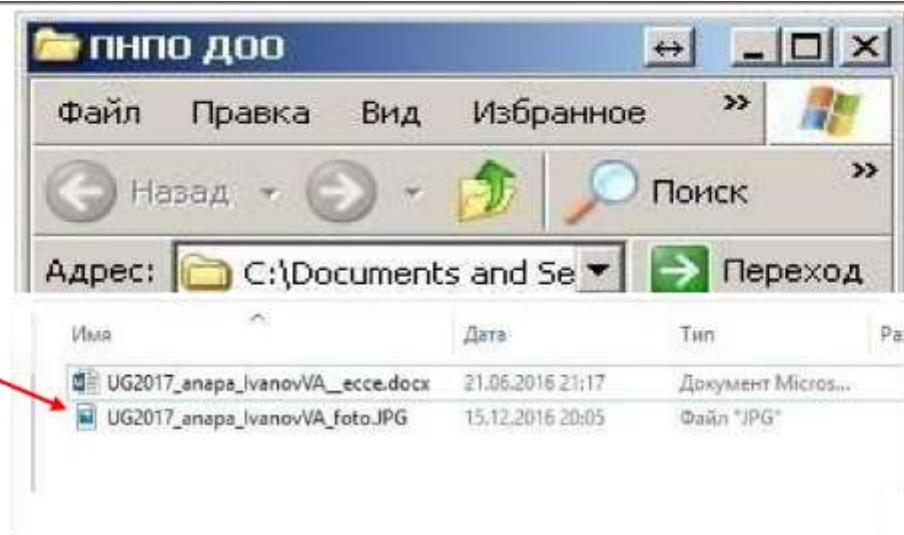 пнпо доо
Файл Правка Вид Избранное »
Назад Поиск »
Адрес: C:\Documents and Se Переход
Имя Дата Тип Ра
UG2017_anapa_IvanovVA__ecce.docx 21.06.2016 21:17 Документ Micros...
UG2017_anapa_IvanovVA_foto.JPG 15.12.2016 20:05 Файл "JPG"